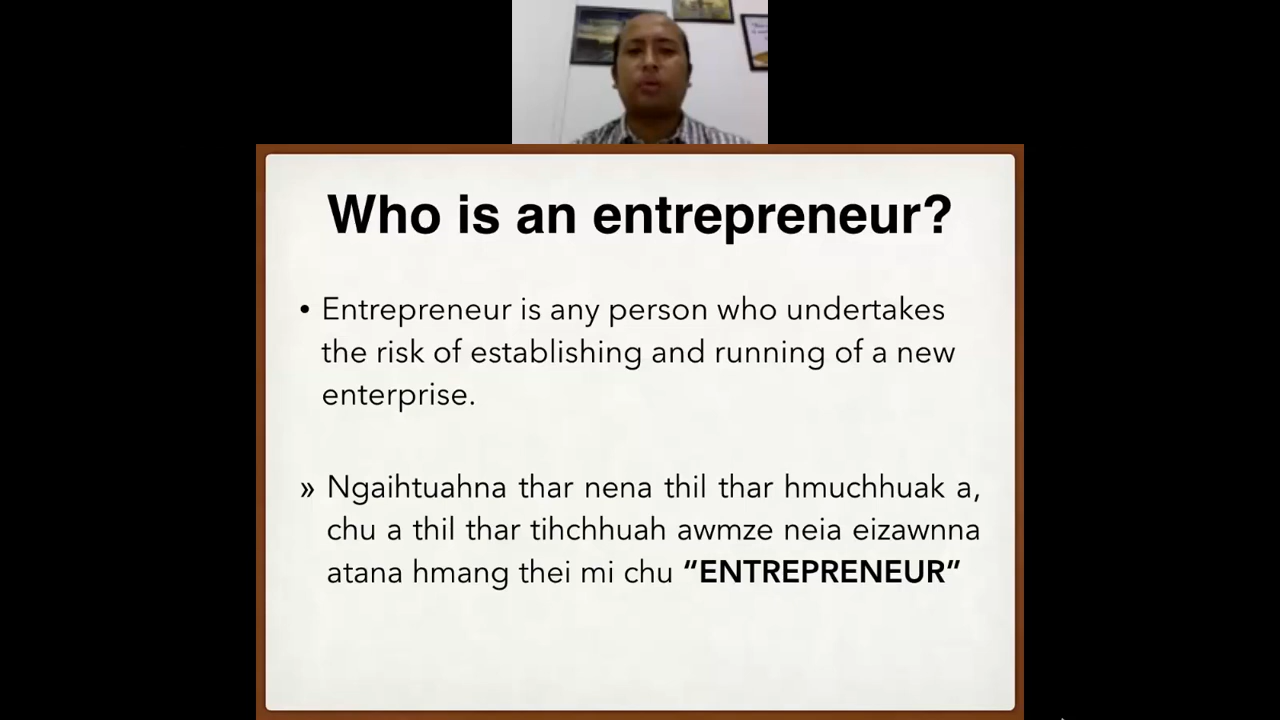 Who is an entrepreneur?
• Entrepreneur is any person who undertakes
the risk of establishing and running of a new
enterprise.
» Ngaihtuahna thar nena thil thar hmuchhuak a,
chu a thil thar tihchhuah awmze neia eizawnna
atana hmang thei mi chu “ENTREPRENEUR”